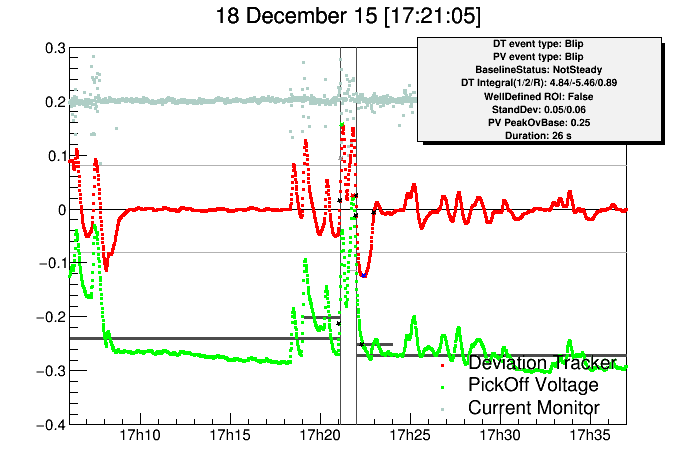 18 December 15 [17:21:05]
DT event type: Blip
PV event type: Blip
BaselineStatus: NotSteady
DT Integral(1/2/R): 4.84/-5.46/0.89
WellDefined ROI: False
StandDev: 0.05/0.06
PV PeakOvBase: 0.25
Duration: 26 s
0.3
0.2
0.1
0
−0.1
−0.2
−0.3
−0.4
Deviation Tracker
PickOff Voltage
Current Monitor
17h10 17h15 17h20 17h25 17h30 17h35